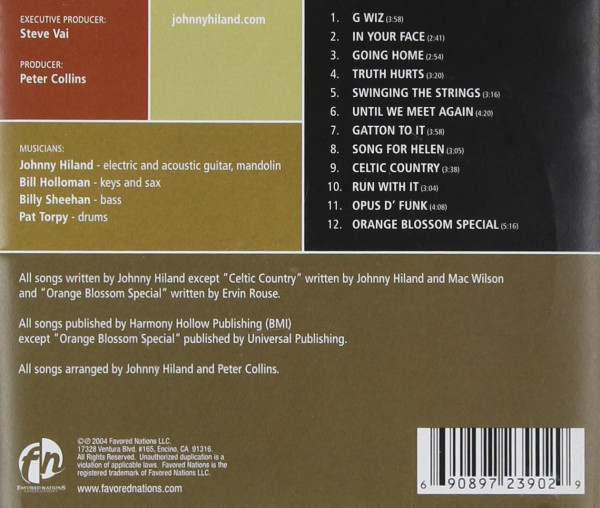 EXECUTIVE PRODUCER:
Steve Vai
PRODUCER:
Peter Collins
johnnyhiland.com
MUSICIANS:
Johnny Hiland - electric and acoustic guitar, mandolin
Bill Holloman - keys and sax
Billy Sheehan - bass
Pat Torpy - drums
1. G WIZ (3:58)
2. IN YOUR FACE (2:41)
3. GOING HOME (2:54)
4. TRUTH HURTS (3:20)
5. SWINGING THE STRINGS (3:16)
6. UNTIL WE MEET AGAIN (4:20)
7. GATTON TO IT (3:58)
8. SONG FOR HELEN (3:05)
9. CELTIC COUNTRY (3:38)
10. RUN WITH IT (3:04)
11. OPUS D' FUNK (4:08)
12. ORANGE BLOSSOM SPECIAL (5:16)
All songs written by Johnny Hiland except "Celtic Country" written by Johnny Hiland and Mac Wilson
and "Orange Blossom Special" written by Ervin Rouse.
All songs published by Harmony Hollow Publishing (BMI)
except "Orange Blossom Special" published by Universal Publishing.
All songs arranged by Johnny Hiland and Peter Collins.
fn
FAVORED NATIONS
©℗ 2004 Favored Nations LLC.
17328 Ventura Blvd. #165, Encino, CA 91316.
All Rights Reserved. Unauthorized duplication is a
violation of applicable laws. Favored Nations is the
registered trademark of Favored Nations LLC.
www.favorednations.com
6 90897 23902 9